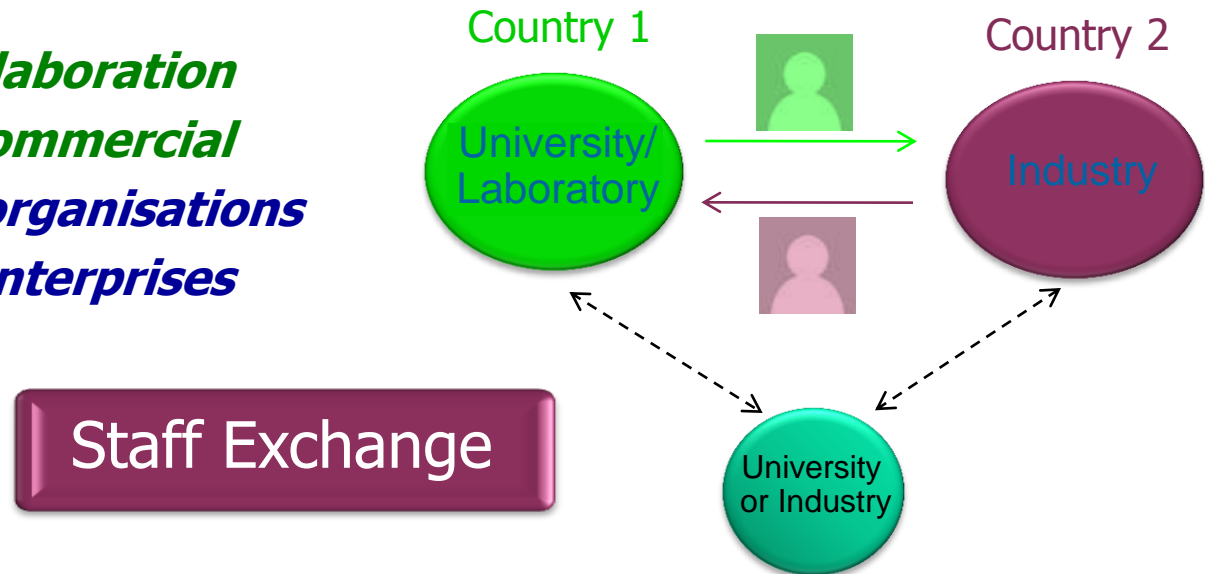 Country 1
Country 2
laboration
ommercial
organisations
nterprises
University/
Laboratory
Industry
Staff Exchange
University
or Industry